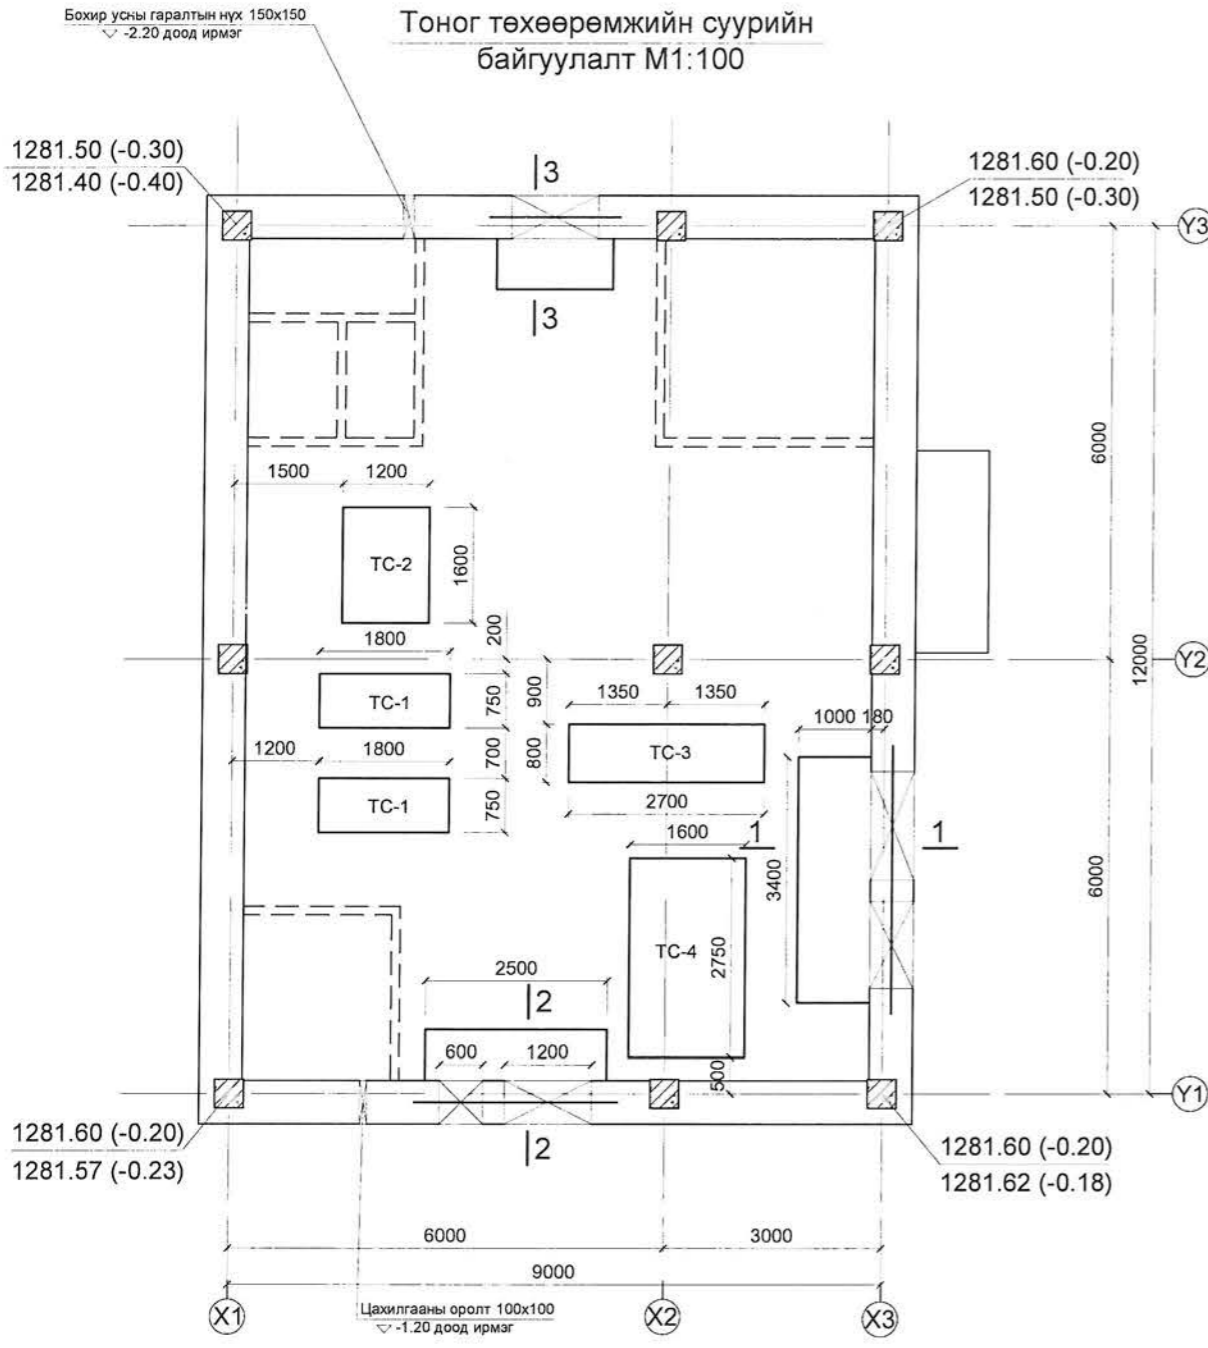 Бохир усны гаралтын нүх 150x150
-2.20 доод ирмэг
Тоног төхөөрөмжийн суурийн
байгуулалт М1:100
1281.50 (-0.30)
1281.40 (-0.40)
1281.60 (-0.20)
1281.50 (-0.30)
3
3
Y3
1500
1200
ТС-2
1600
6000
200
1800
Y2
12000
ТС-1
750
900
1350
1350
1000 180
1200
1800
700
800
ТС-3
ТС-1
750
2700
1600
1
1
3400
6000
ТС-4
2750
2500
2
600
1200
500
Y1
2
1281.60 (-0.20)
1281.57 (-0.23)
1281.60 (-0.20)
1281.62 (-0.18)
6000
3000
9000
X1
X2
X3
Цахилгааны оролт 100x100
-1.20 доод ирмэг